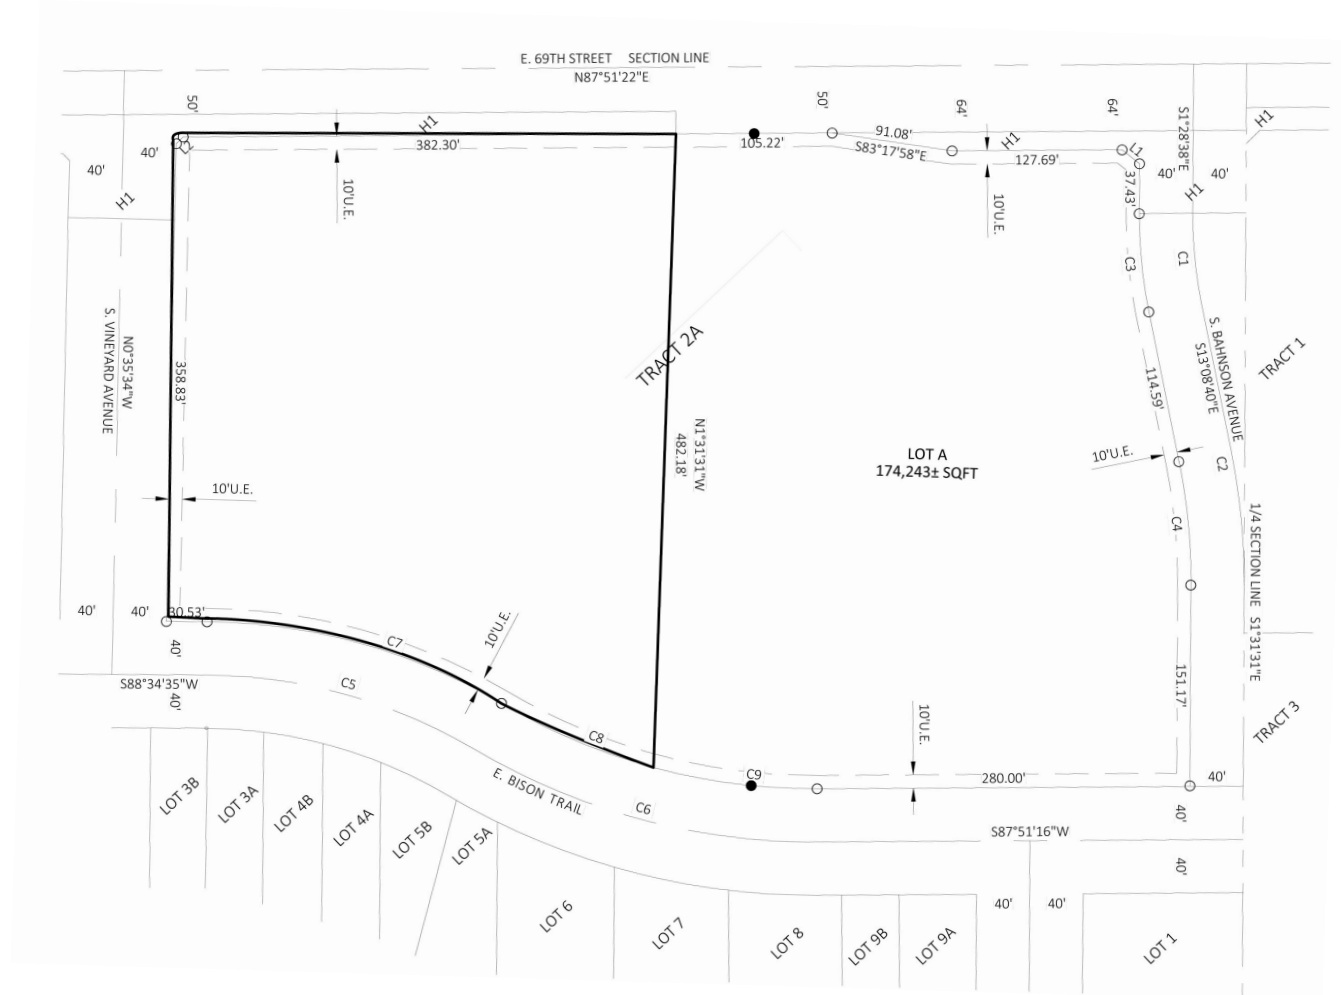 E. 69TH STREET SECTION LINE
N87°51'22"E
50'
H1
382.30'
L2
40'
40'
H1
10'U.E.
50'
105.22'
91.08'
S83°17'58"E
64'
H1
127.69'
10'U.E.
64'
L1
37.43'
S1°28'38"E
40'
40'
H1
H1
C3
C1
S. VINEYARD AVENUE
N0°35'34"W
358.83'
TRACT 2A
N1°31'31"W
482.18'
LOT A
174,243± SQFT
114.59'
S. BAHNSON AVENUE
S13°08'40"E
TRACT 1
10'U.E.
C2
10'U.E.
C4
1/4 SECTION LINE S1°31'31"E
40'
40'
30.53'
40'
C7
10'U.E.
S88°34'35"W
40'
C5
C8
151.17'
TRACT 3
10'U.E.
C9
280.00'
40'
E. BISON TRAIL
C6
40'
S87°51'16"W
40'
LOT 3B
LOT 3A
LOT 4B
LOT 4A
LOT 5B
LOT 5A
LOT 6
LOT 7
LOT 8
LOT 9B
LOT 9A
40'
40'
LOT 1